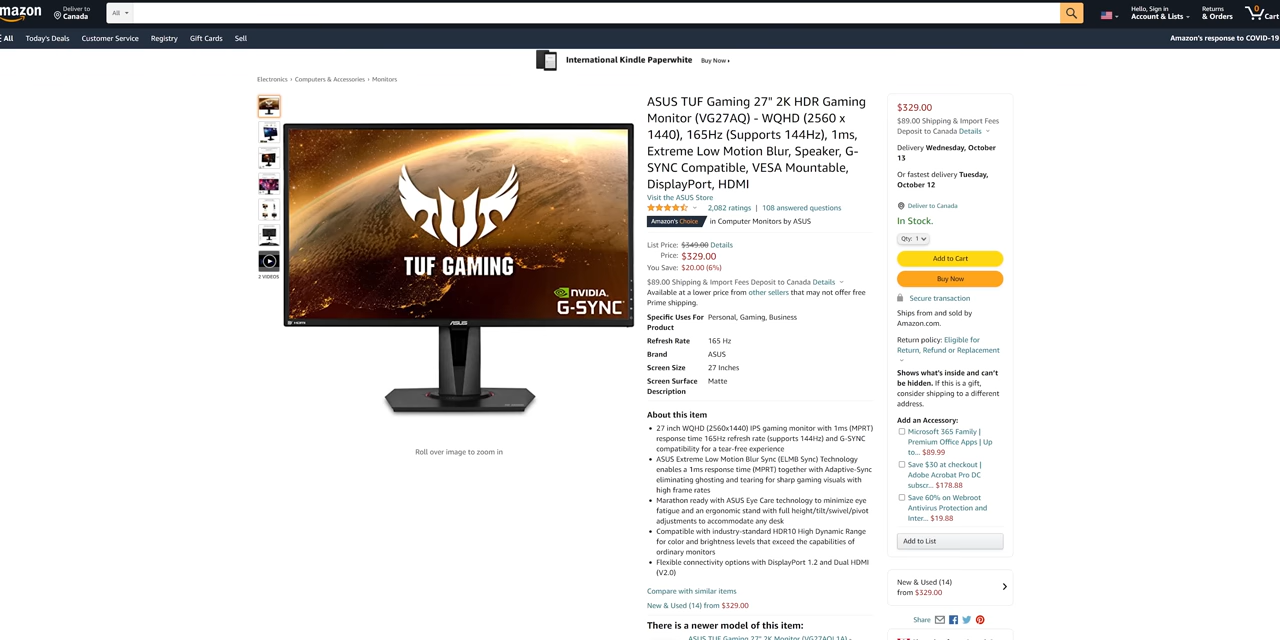 amazon
Deliver to
Canada
All
Hello, Sign in
Account & Lists
Returns
& Orders
0
Cart
All
Today's Deals
Customer Service
Registry
Gift Cards
Sell
Amazon's response to COVID-19
International Kindle Paperwhite
Buy Now
Electronics › Computers & Accessories › Monitors
2 VIDEOS
TUF GAMING
NVIDIA.
G-SYNC
HDMI
ASUS
Roll over image to zoom in
ASUS TUF Gaming 27" 2K HDR Gaming
Monitor (VG27AQ) - WQHD (2560 x
1440), 165Hz (Supports 144Hz), 1ms,
Extreme Low Motion Blur, Speaker, G-
SYNC Compatible, VESA Mountable,
DisplayPort, HDMI
Visit the ASUS Store
2,082 ratings | 108 answered questions
Amazon's Choice in Computer Monitors by ASUS
List Price: $349.00 Details
Price: $329.00
You Save: $20.00 (6%)
$89.00 Shipping & Import Fees Deposit to Canada Details
Available at a lower price from other sellers that may not offer free
Prime shipping.
Specific Uses For Personal, Gaming, Business
Product
Refresh Rate 165 Hz
Brand ASUS
Screen Size 27 Inches
Screen Surface Matte
Description
About this item
• 27 inch WQHD (2560x1440) IPS gaming monitor with 1ms (MPRT)
response time 165Hz refresh rate (supports 144Hz) and G-SYNC
compatibility for a tear-free experience
• ASUS Extreme Low Motion Blur Sync (ELMB Sync) Technology
enables a 1ms response time (MPRT) together with Adaptive-Sync
eliminating ghosting and tearing for sharp gaming visuals with
high frame rates
• Marathon ready with ASUS Eye Care technology to minimize eye
fatigue and an ergonomic stand with full height/tilt/swivel/pivot
adjustments to accommodate any desk
• Compatible with industry-standard HDR10 High Dynamic Range
for color and brightness levels that exceed the capabilities of
ordinary monitors
• Flexible connectivity options with DisplayPort 1.2 and Dual HDMI
(V2.0)
Compare with similar items
New & Used (14) from $329.00
There is a newer model of this item:
ASUS TUF Gaming 27" 2K Monitor (VG27AQL1A) -
$329.00
$89.00 Shipping & Import Fees
Deposit to Canada Details
Delivery Wednesday, October
13
Or fastest delivery Tuesday,
October 12
Deliver to Canada
In Stock.
Qty: 1
Add to Cart
Buy Now
Secure transaction
Ships from and sold by
Amazon.com.
Return policy: Eligible for
Return, Refund or Replacement
Shows what's inside and can't
be hidden. If this is a gift,
consider shipping to a different
address.
Add an Accessory:
Microsoft 365 Family |
Premium Office Apps | Up
to... $89.99
Save $30 at checkout |
Adobe Acrobat Pro DC
subscr... $178.88
Save 60% on Webroot
Antivirus Protection and
Inter... $19.88
Add to List
New & Used (14)
from $329.00
Share